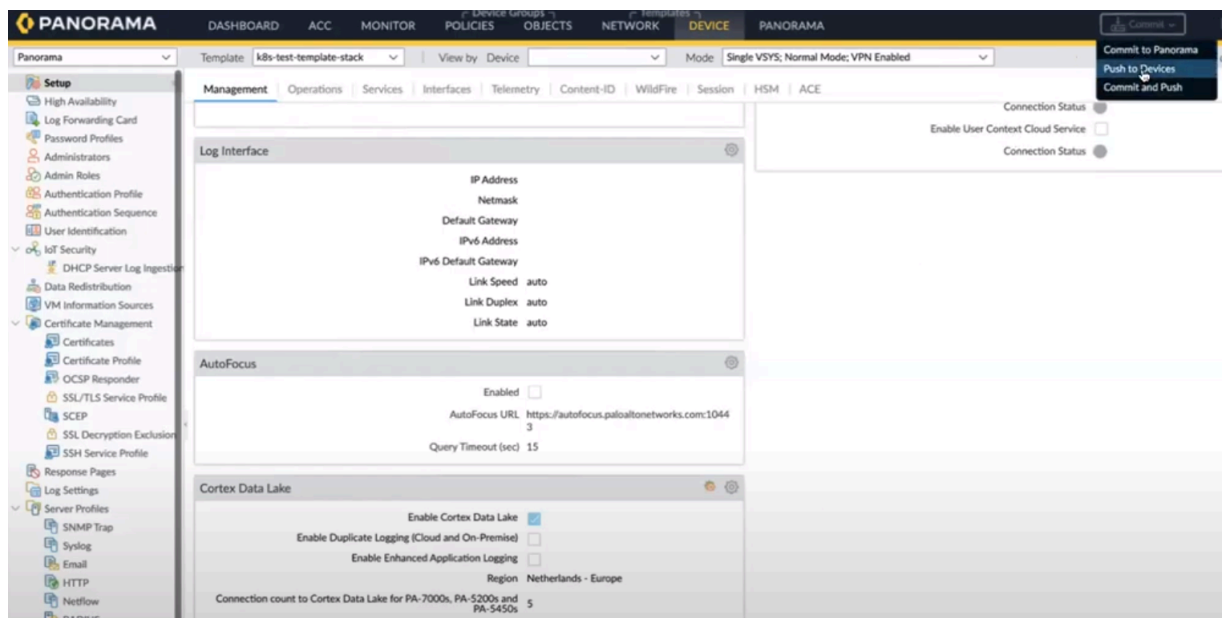 PANORAMA
DASHBOARD
ACC
MONITOR
Device Groups
POLICIES
OBJECTS
Templates
NETWORK
DEVICE
PANORAMA
Commit
Commit to Panorama
Push to Devices
Commit and Push
Panorama
Template k8s-test-template-stack
View by Device
Mode Single VSYS; Normal Mode; VPN Enabled
Setup
High Availability
Log Forwarding Card
Password Profiles
Administrators
Admin Roles
Authentication Profile
Authentication Sequence
User Identification
IoT Security
DHCP Server Log Ingestion
Data Redistribution
VM Information Sources
Certificate Management
Certificates
Certificate Profile
OCSP Responder
SSL/TLS Service Profile
SCEP
SSL Decryption Exclusion
SSH Service Profile
Response Pages
Log Settings
Server Profiles
SNMP Trap
Syslog
Email
HTTP
Netflow
Management Operations Services Interfaces Telemetry Content-ID WildFire Session HSM ACE
Log Interface
IP Address
Netmask
Default Gateway
IPv6 Address
IPv6 Default Gateway
Link Speed auto
Link Duplex auto
Link State auto
AutoFocus
Enabled
AutoFocus URL https://autofocus.paloaltonetworks.com:1044
3
Query Timeout (sec) 15
Cortex Data Lake
Enable Cortex Data Lake
Enable Duplicate Logging (Cloud and On-Premise)
Enable Enhanced Application Logging
Region Netherlands - Europe
Connection count to Cortex Data Lake for PA-7000s, PA-5200s and
PA-5450s 5
Connection Status
Enable User Context Cloud Service
Connection Status